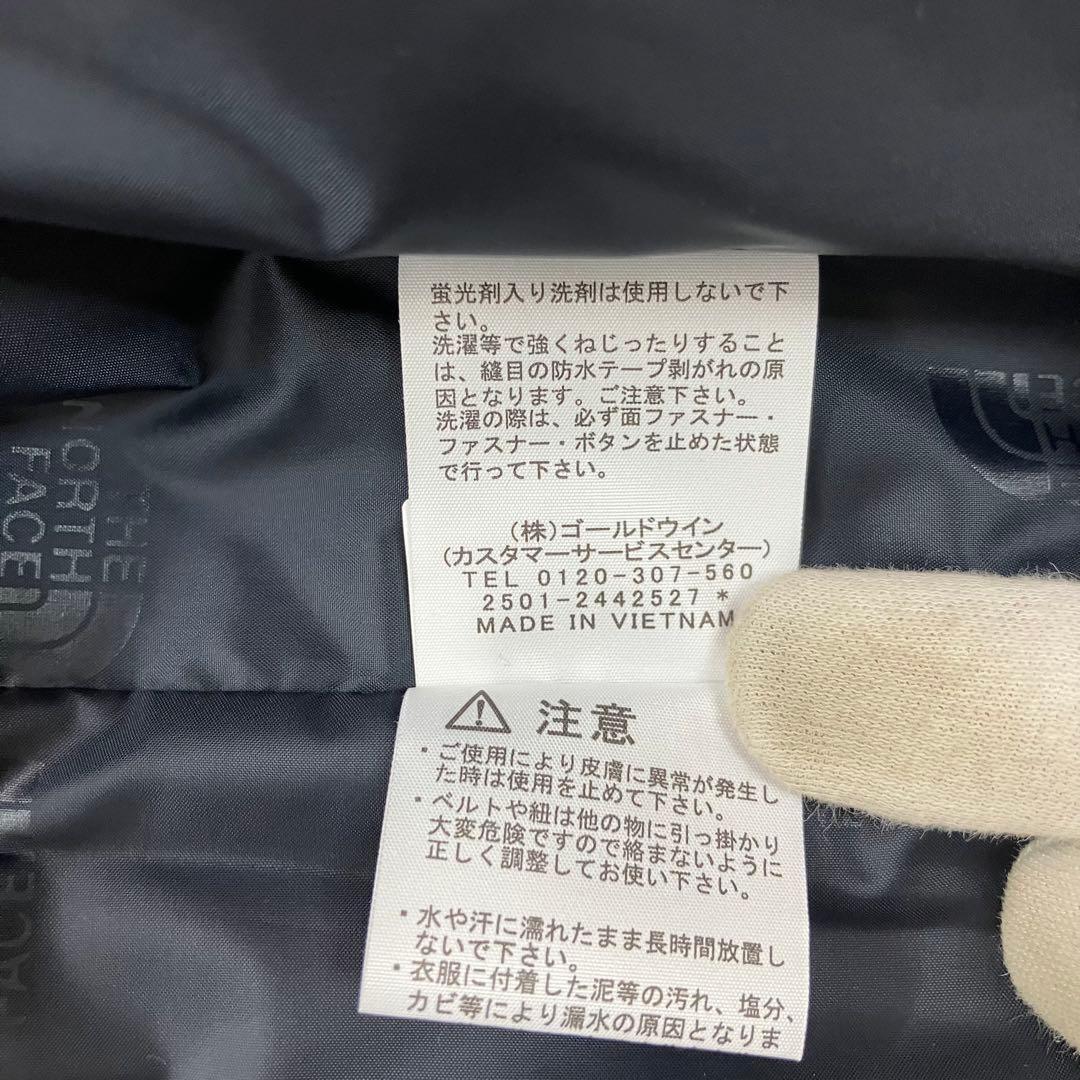 蛍光剤入り洗剤は使用しないで下
さい。
洗濯等で強くねじったりすること
は、縫目の防水テープ剥がれの原
因となります。ご注意下さい。
洗濯の際は、必ず面ファスナー・
ファスナー・ボタンを止めた状態
で行って下さい。
(株)ゴールドウイン
(カスタマーサービスセンター)
TEL 0120-307-560
2501-2442527 *
MADE IN VIETNAM
注意
・ご使用により皮膚に異常が発生し
た時は使用を止めて下さい。
・ベルトや紐は他の物に引っ掛かり
大変危険ですので絡まないように
正しく調整してお使い下さい。
・水や汗に濡れたまま長時間放置し
ないで下さい。
・衣服に付着した泥等の汚れ、塩分、
カビ等により漏水の原因となりま
THE
NORTH
FACE